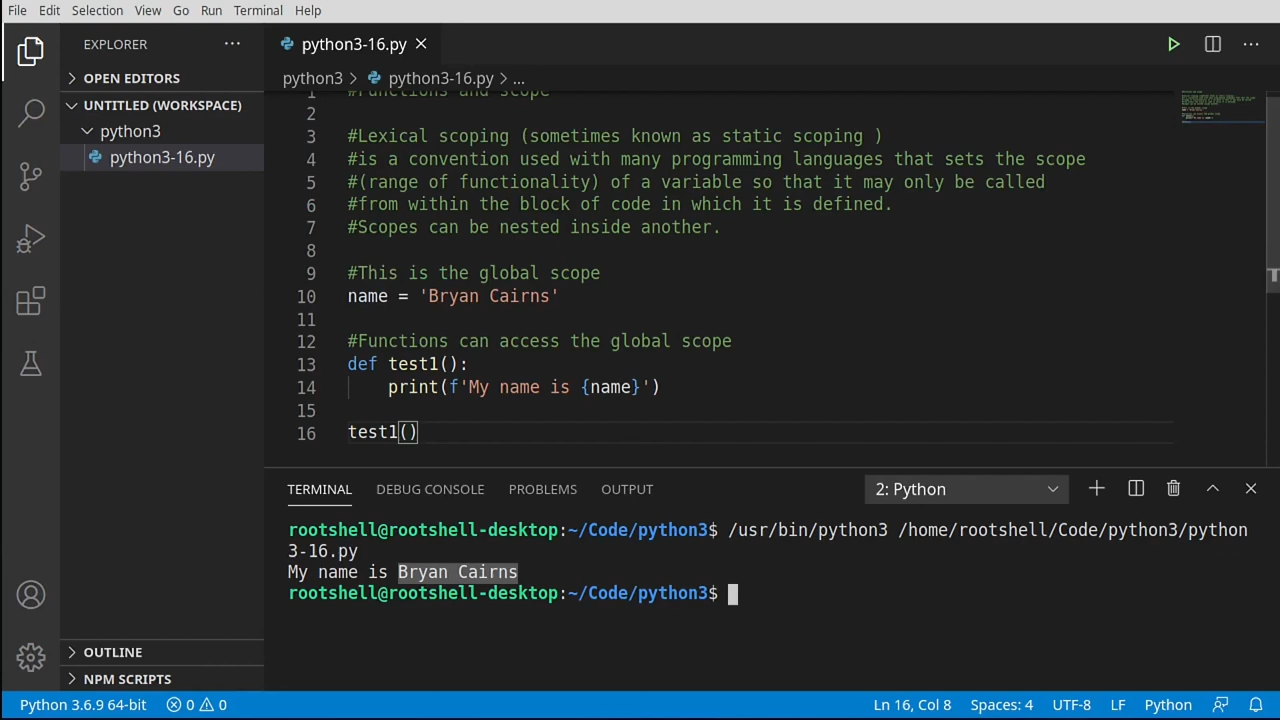 File Edit Selection View Go Run Terminal Help
EXPLORER
OPEN EDITORS
UNTITLED (WORKSPACE)
python3
python3-16.py
OUTLINE
NPM SCRIPTS
python3-16.py
python3 > python3-16.py > ...
1 #Functions and scope
2
3 #Lexical scoping (sometimes known as static scoping )
4 #is a convention used with many programming languages that sets the scope
5 #(range of functionality) of a variable so that it may only be called
6 #from within the block of code in which it is defined.
7 #Scopes can be nested inside another.
8
9 #This is the global scope
10 name = 'Bryan Cairns'
11
12 #Functions can access the global scope
13 def test1():
14 print(f'My name is {name}')
15
16 test1()
TERMINAL DEBUG CONSOLE PROBLEMS OUTPUT 2: Python
rootshell@rootshell-desktop:~/Code/python3$ /usr/bin/python3 /home/rootshell/Code/python3/python
3-16.py
My name is Bryan Cairns
rootshell@rootshell-desktop:~/Code/python3$
Python 3.6.9 64-bit 0 0 Ln 16, Col 8 Spaces: 4 UTF-8 LF Python